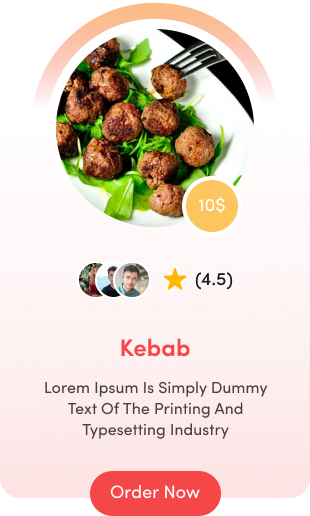 10$
(4.5)
Kebab
Lorem Ipsum Is Simply Dummy
Text Of The Printing And
Typesetting Industry
Order Now